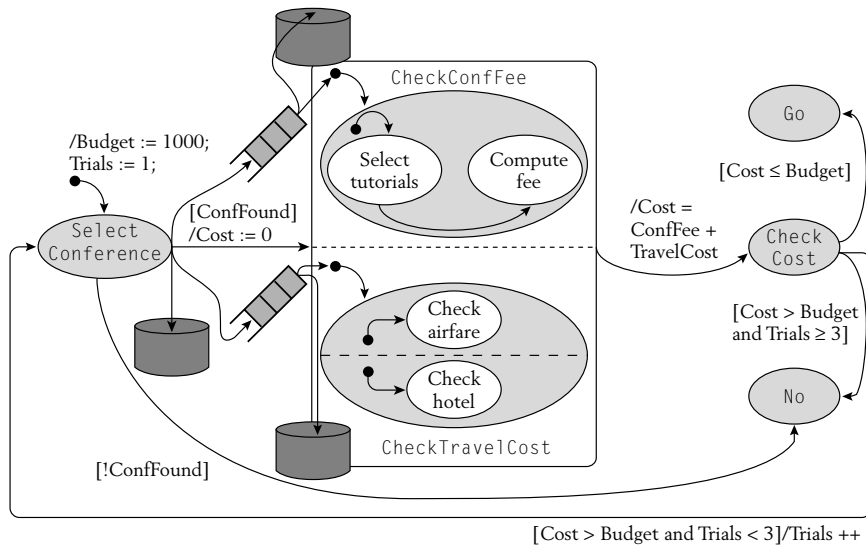 CheckConfFee
/Budget := 1000;
Trials := 1;
Select
tutorials
Compute
fee
Go
[Cost ≤ Budget]
[ConfFound]
/Cost := 0
/Cost =
ConfFee +
TravelCost
Select
Conference
Check
Cost
Check
airfare
[Cost > Budget
and Trials ≥ 3]
Check
hotel
No
CheckTravelCost
[!ConfFound]
[Cost > Budget and Trials < 3]/Trials ++